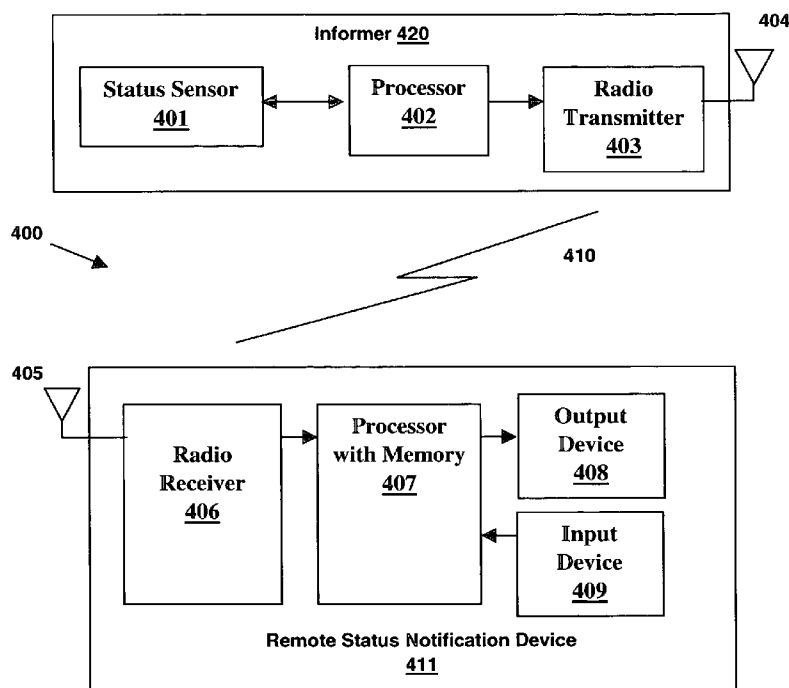 Informer 420
404
Status Sensor
401
Processor
402
Radio
Transmitter
403
400
410
405
Radio
Receiver
406
Processor
with Memory
407
Output
Device
408
Input
Device
409
Remote Status Notification Device
411